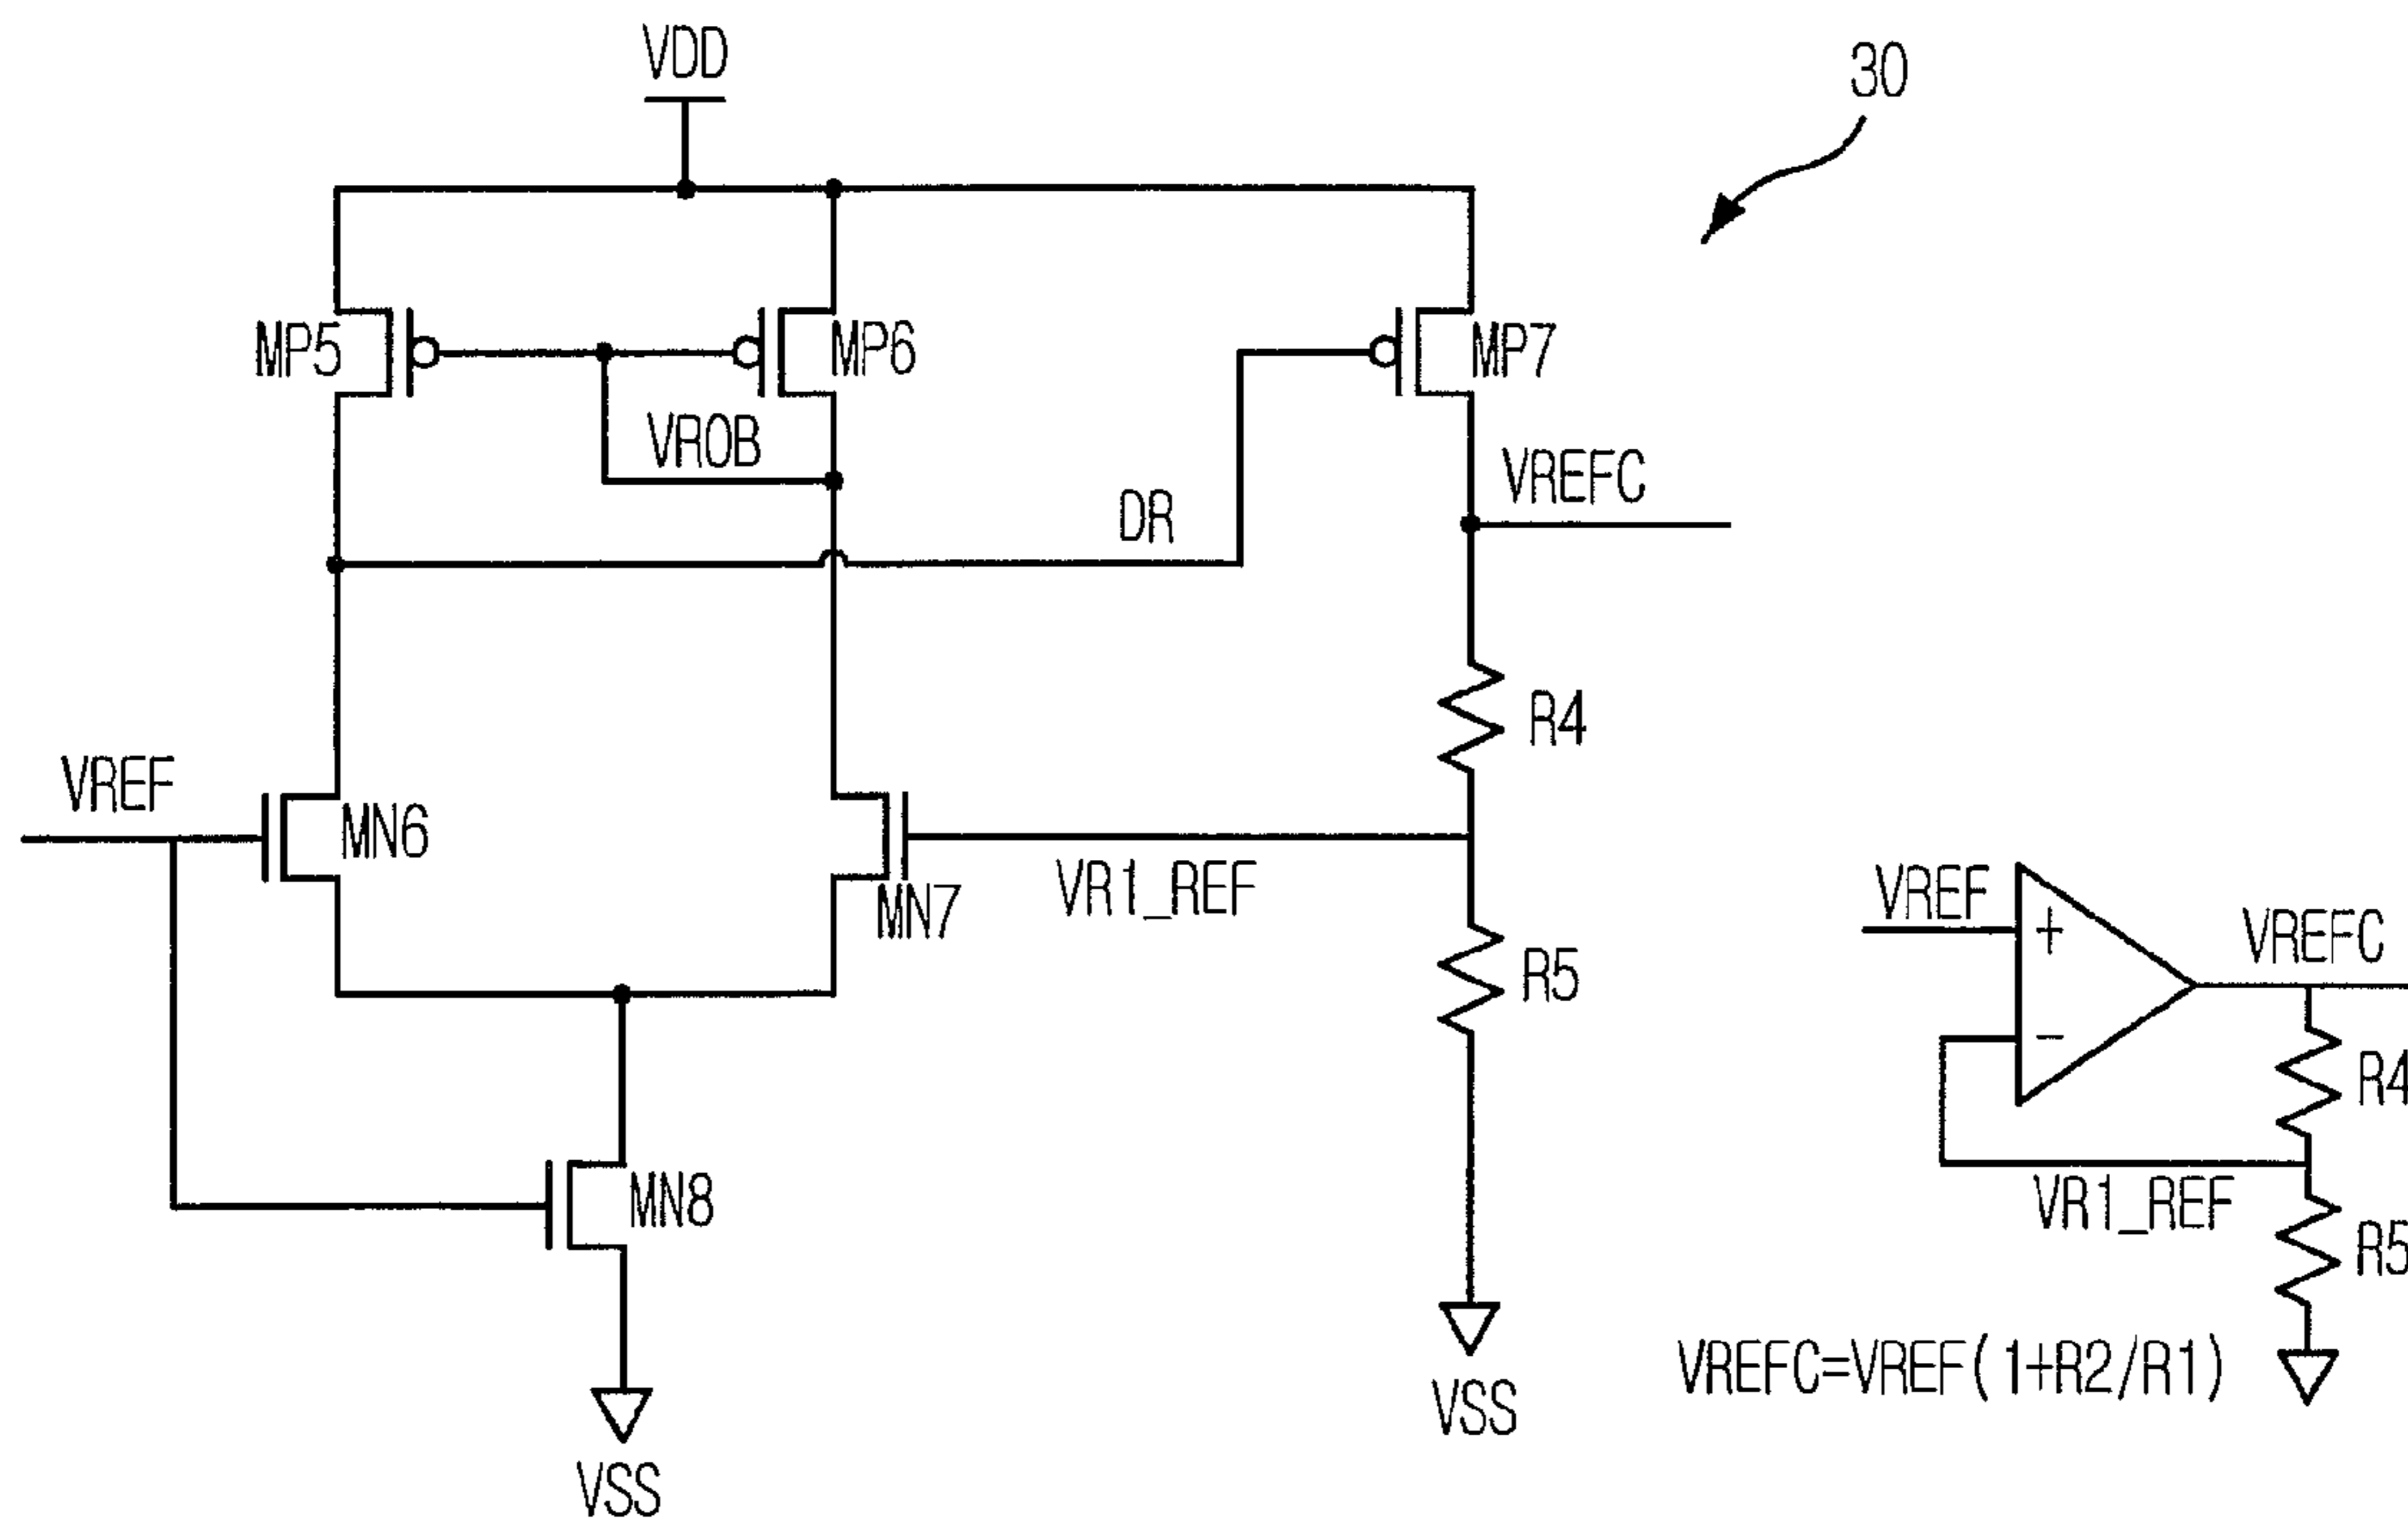 VDD
30
MP5
MP6
MP7
VROB
VREFC
DR
R4
VREF
MN6
VR1_REF
MN7
R5
VREF
+
VREFC
-
R4
MN8
VR1_REF
R5
VSS
VREFC=VREF(1+R2/R1)
VSS